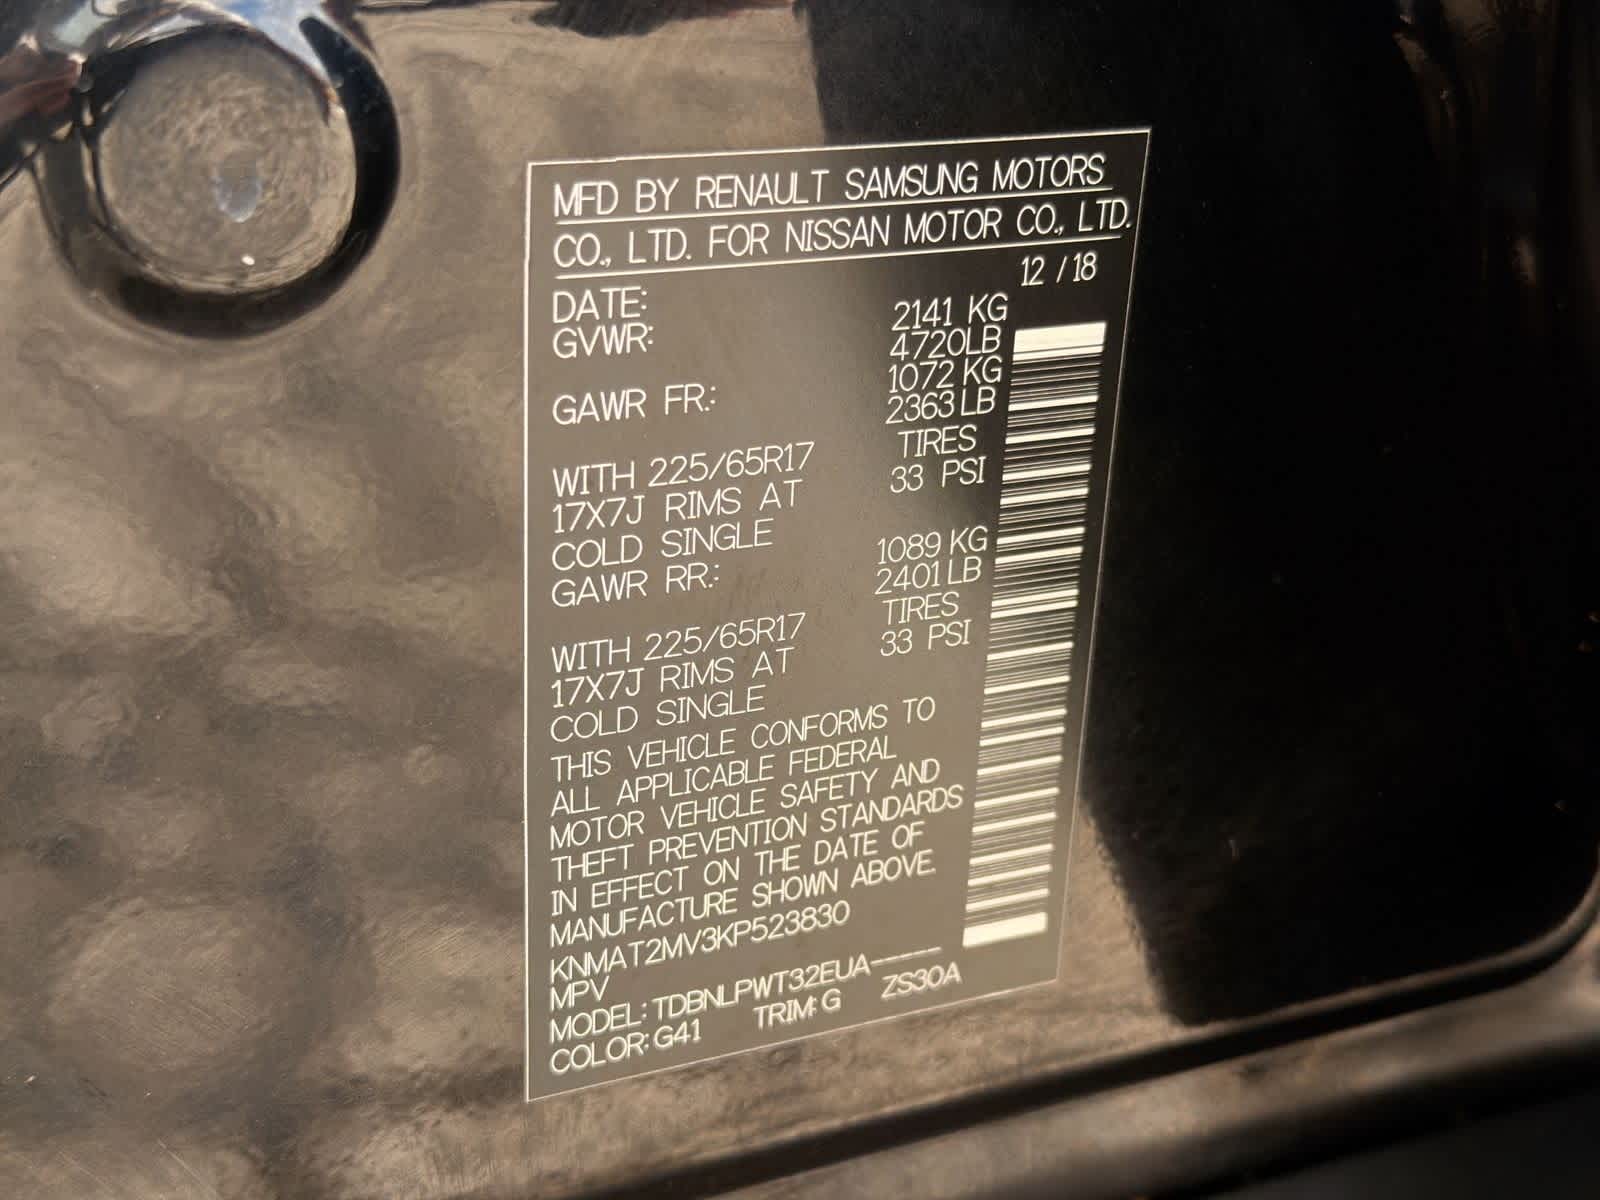 MFD BY RENAULT SAMSUNG MOTORS
CO., LTD. FOR NISSAN MOTOR CO., LTD.
DATE: 12 / 18
GVWR: 2141 KG
4720LB
GAWR FR.: 1072 KG
2363 LB
WITH 225/65R17 TIRES
17X7J RIMS AT 33 PSI
COLD SINGLE
GAWR RR.: 1089 KG
2401 LB
WITH 225/65R17 TIRES
17X7J RIMS AT 33 PSI
COLD SINGLE
THIS VEHICLE CONFORMS TO
ALL APPLICABLE FEDERAL
MOTOR VEHICLE SAFETY AND
THEFT PREVENTION STANDARDS
IN EFFECT ON THE DATE OF
MANUFACTURE SHOWN ABOVE.
KNMAT2MV3KP523830
MPV
MODEL: TDBNLPWT32EUA-----
COLOR: G41 TRIM: G ZS30A